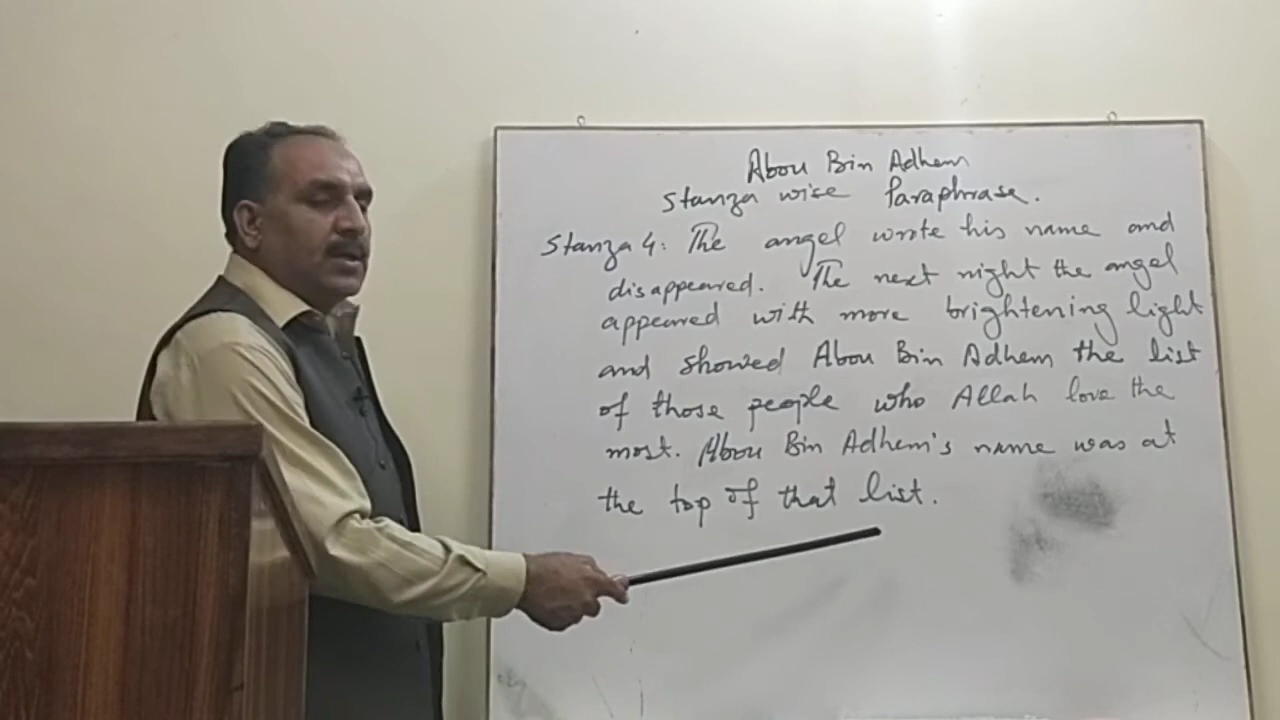 Abou Bin Adhem
Stanza wise Paraphrase.
Stanza 4: The angel wrote his name and
disappeared. The next night the angel
appeared with more brightening light
and showed Abou Bin Adhem the list
of those people who Allah love the
most. Abou Bin Adhem's name was at
the top of that list.